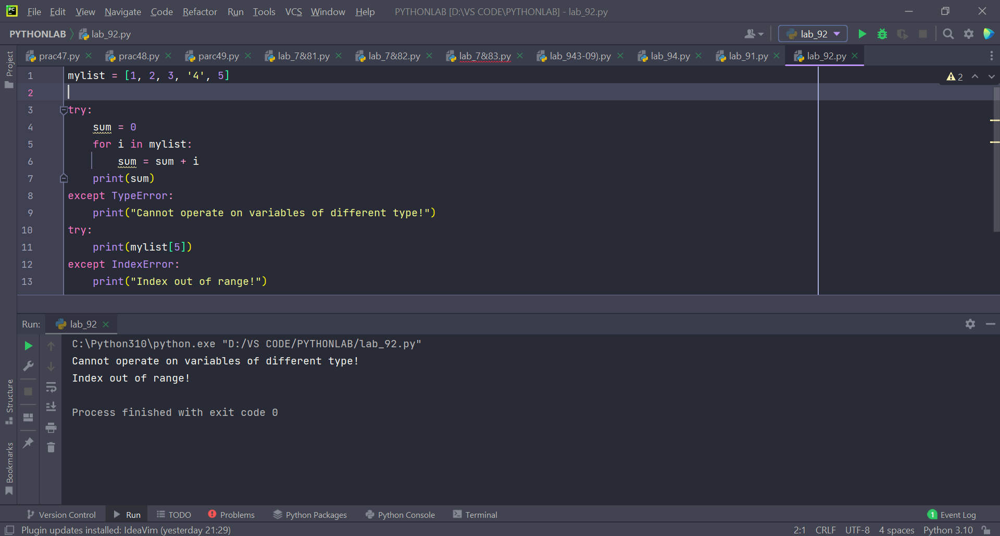 PC File Edit View Navigate Code Refactor Run Tools VCS Window Help PYTHONLAB [D:\VS CODE\PYTHONLAB] - lab_92.py
PYTHONLAB lab_92.py lab_92
prac47.py prac48.py parc49.py lab_7&81.py lab_7&82.py lab_7&83.py lab_943-09).py lab_94.py lab_91.py lab_92.py
Project
1 mylist = [1, 2, 3, '4', 5]
2
2
3 try:
4     sum = 0
5     for i in mylist:
6         sum = sum + i
7     print(sum)
8 except TypeError:
9     print("Cannot operate on variables of different type!")
10 try:
11     print(mylist[5])
12 except IndexError:
13     print("Index out of range!")
Run: lab_92
C:\Python310\python.exe "D:/VS CODE/PYTHONLAB/lab_92.py"
Cannot operate on variables of different type!
Index out of range!
Process finished with exit code 0
Structure
Bookmarks
Version Control Run TODO Problems Python Packages Python Console Terminal 1 Event Log
Plugin updates installed: IdeaVim (yesterday 21:29) 2:1 CRLF UTF-8 4 spaces Python 3.10